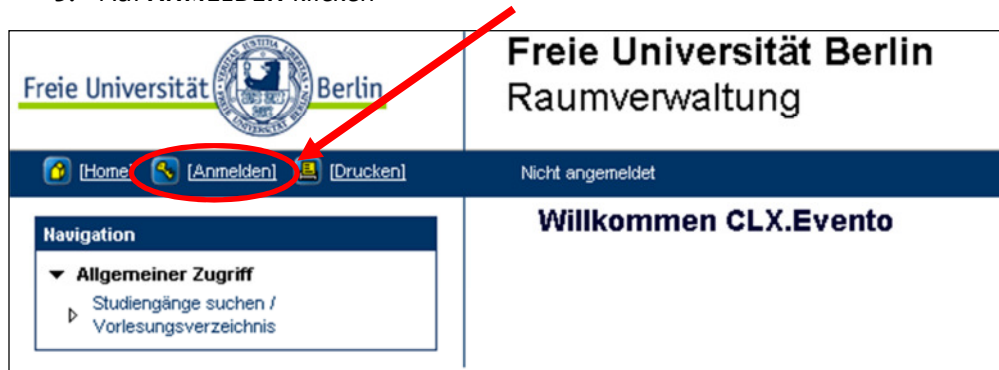 Freie Universität Berlin
Freie Universität Berlin
Raumverwaltung
[Home] [Anmelden] [Drucken]
Nicht angemeldet
Willkommen CLX.Evento
Navigation
Allgemeiner Zugriff
Studiengänge suchen /
Vorlesungsverzeichnis